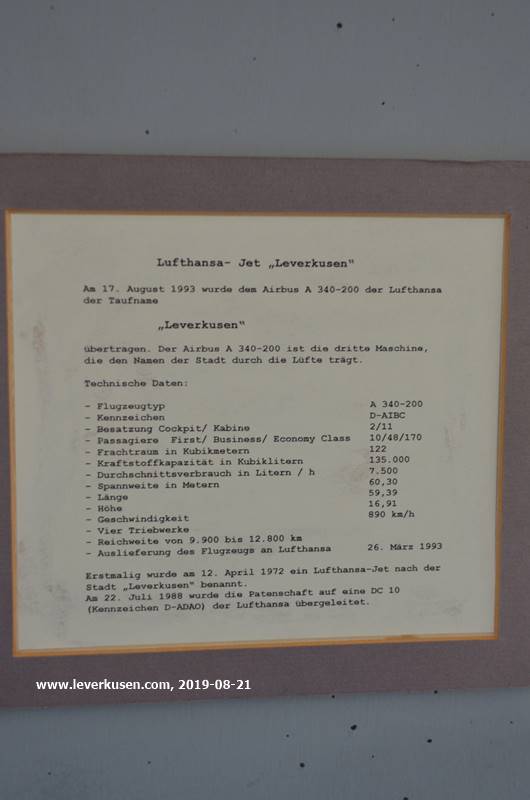 Lufthansa- Jet „Leverkusen"
Am 17. August 1993 wurde dem Airbus A 340-200 der Lufthansa
der Taufname
„Leverkusen"
übertragen. Der Airbus A 340-200 ist die dritte Maschine,
die den Namen der Stadt durch die Lüfte trägt.
Technische Daten:
- Flugzeugtyp A 340-200
- Kennzeichen D-AIBC
- Besatzung Cockpit/ Kabine 2/11
- Passagiere First/ Business/ Economy Class 10/48/170
- Frachtraum in Kubikmetern 122
- Kraftstoffkapazität in Kubiklitern 135.000
- Durchschnittsverbrauch in Litern / h 7.500
- Spannweite in Metern 60,30
- Länge 59,39
- Höhe 16,91
- Geschwindigkeit 890 km/h
- Vier Triebwerke
- Reichweite von 9.900 bis 12.800 km
- Auslieferung des Flugzeugs an Lufthansa 26. März 1993
Erstmalig wurde am 12. April 1972 ein Lufthansa-Jet nach der
Stadt „Leverkusen" benannt.
Am 22. Juli 1988 wurde die Patenschaft auf eine DC 10
(Kennzeichen D-ADAO) der Lufthansa übergeleitet.
www.leverkusen.com, 2019-08-21